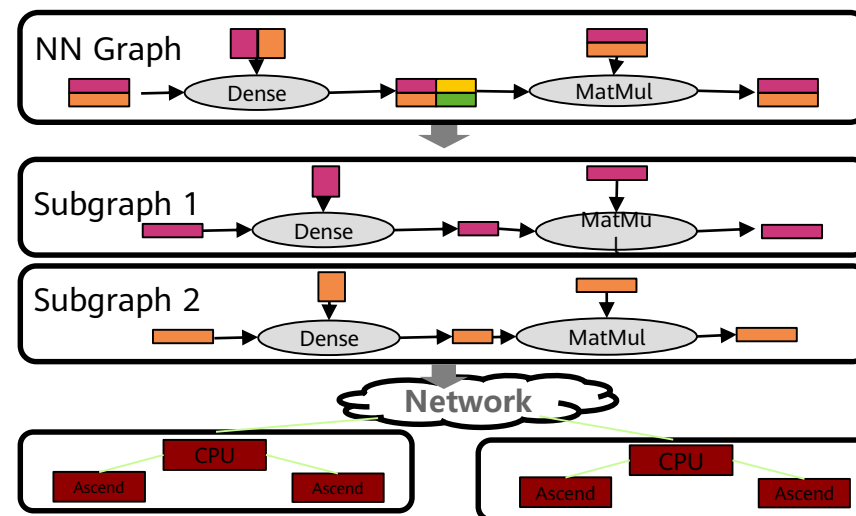 NN Graph
Dense
MatMul
Subgraph 1
Dense
MatMu
l
Subgraph 2
Dense
MatMul
Network
CPU
Ascend
Ascend
CPU
Ascend
Ascend